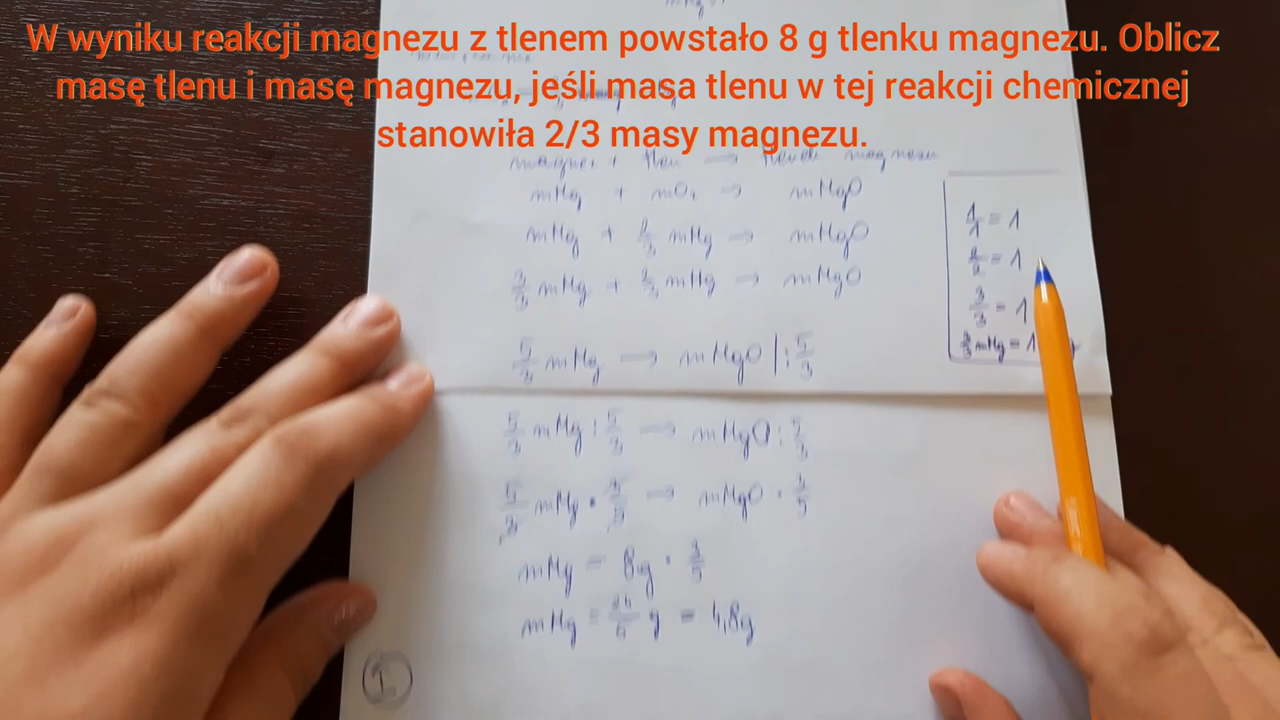 W wyniku reakcji magnezu z tlenem powstało 8 g tlenku magnezu. Oblicz
masę tlenu i masę magnezu, jeśli masa tlenu w tej reakcji chemicznej
stanowiła 2/3 masy magnezu.
magnez + tlen → tlenek magnezu
mMg + mO₂ → mMgO
mMg + 2/3 mMg → mMgO
3/3 mMg + 2/3 mMg → mMgO
5/3 mMg → mMgO |: 5/3
5/3 mMg : 5/3 → mMgO : 5/3
5/3 mMg · 3/5 → mMgO · 3/5
mMg = 8g · 3/5
mMg = 24/5 g = 4,8g
I
1/1 = 1
2/2 = 1
3/3 = 1
3/3 mMg = 1